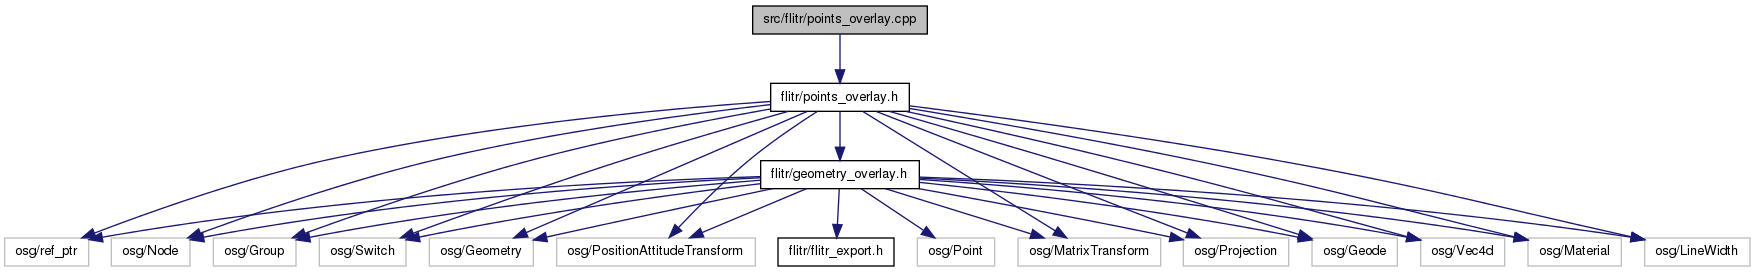 src/flitr/points_overlay.cpp
flitr/points_overlay.h
flitr/geometry_overlay.h
osg/ref_ptr
osg/Node
osg/Group
osg/Switch
osg/Geometry
osg/PositionAttitudeTransform
flitr/flitr_export.h
osg/Point
osg/MatrixTransform
osg/Projection
osg/Geode
osg/Vec4d
osg/Material
osg/LineWidth